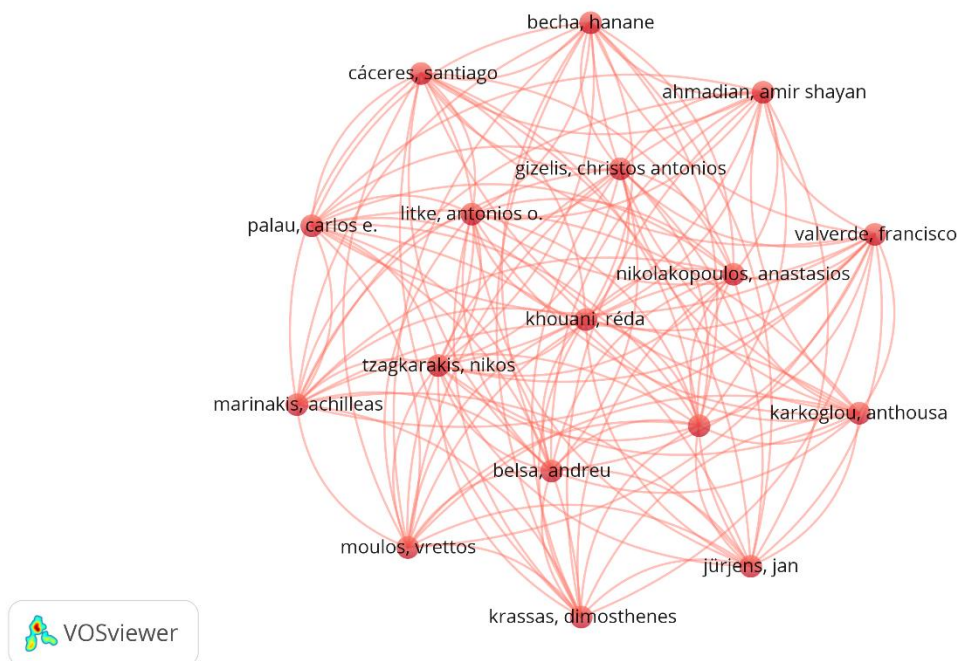 becha, hanane
cáceres, santiago
ahmadian, amir shayan
gizelis, christos antonios
litke, antonios o.
palau, carlos e.
valverde, francisco
nikolakopoulos, anastasios
khouani, réda
tzagkarakis, nikos
marinakis, achilleas
karkoglou, anthousa
belsa, andreu
moulos, vrettos
jürjens, jan
krassas, dimosthenes
VOSviewer